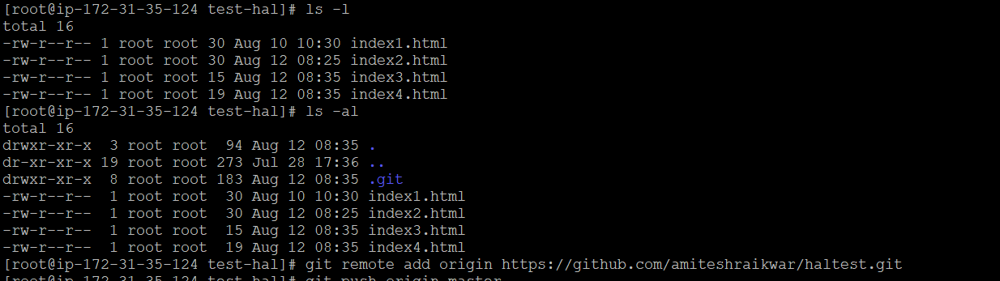 [root@ip-172-31-35-124 test-hal]# ls -l
total 16
-rw-r--r-- 1 root root 30 Aug 10 10:30 index1.html
-rw-r--r-- 1 root root 30 Aug 12 08:25 index2.html
-rw-r--r-- 1 root root 15 Aug 12 08:35 index3.html
-rw-r--r-- 1 root root 19 Aug 12 08:35 index4.html
[root@ip-172-31-35-124 test-hal]# ls -al
total 16
drwxr-xr-x  3 root root  94 Aug 12 08:35 .
dr-xr-xr-x 19 root root 273 Jul 28 17:36 ..
drwxr-xr-x  8 root root 183 Aug 12 08:35 .git
-rw-r--r--  1 root root  30 Aug 10 10:30 index1.html
-rw-r--r--  1 root root  30 Aug 12 08:25 index2.html
-rw-r--r--  1 root root  15 Aug 12 08:35 index3.html
-rw-r--r--  1 root root  19 Aug 12 08:35 index4.html
[root@ip-172-31-35-124 test-hal]# git remote add origin https://github.com/amiteshraikwar/haltest.git
[root@ip-172-31-35-124 test-hal]# git push origin master